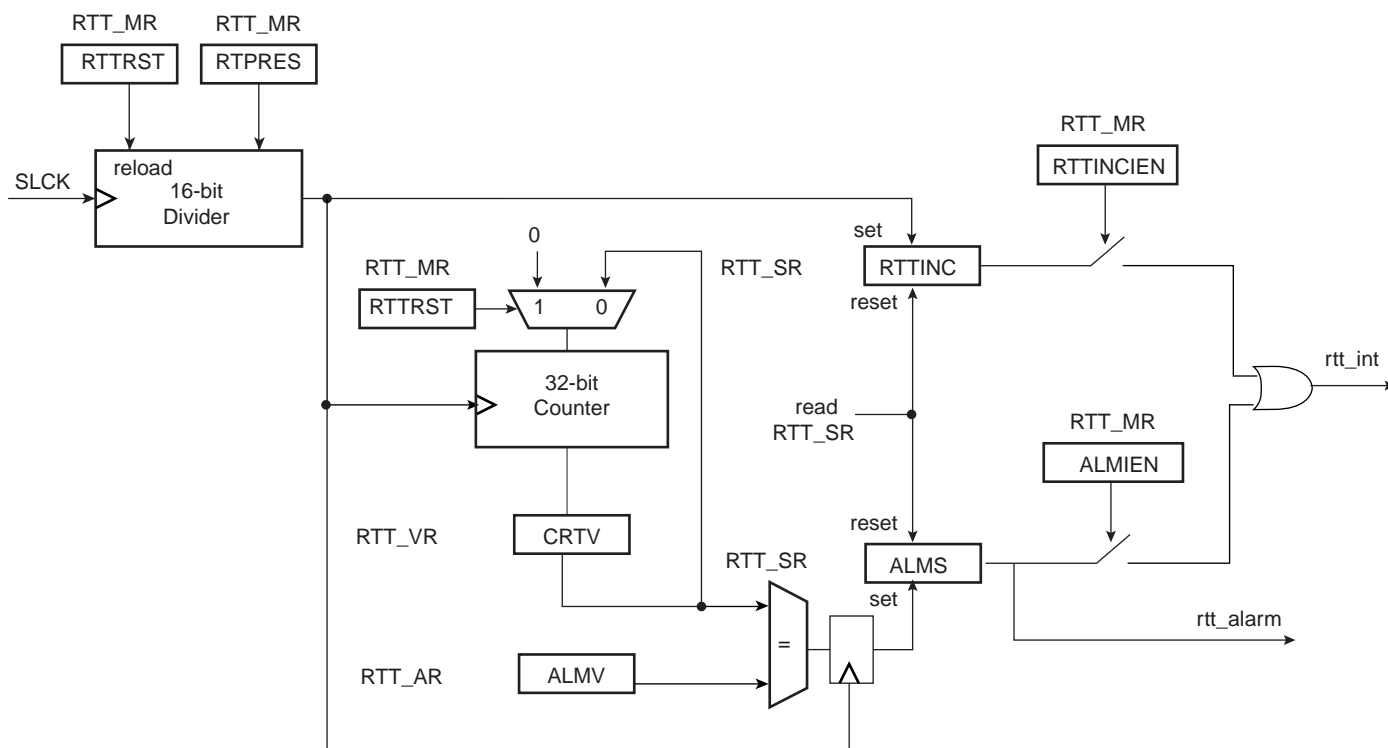 RTT_MR
RTT_MR
RTTRST
RTPRES
RTT_MR
reload
RTTINCIEN
SLCK
16-bit
Divider
set
0
RTT_MR
RTT_SR
RTTINC
RTTRST
1
0
reset
32-bit
Counter
rtt_int
read
RTT_SR
RTT_MR
ALMIEN
reset
RTT_VR
CRTV
RTT_SR
ALMS
set
rtt_alarm
=
RTT_AR
ALMV